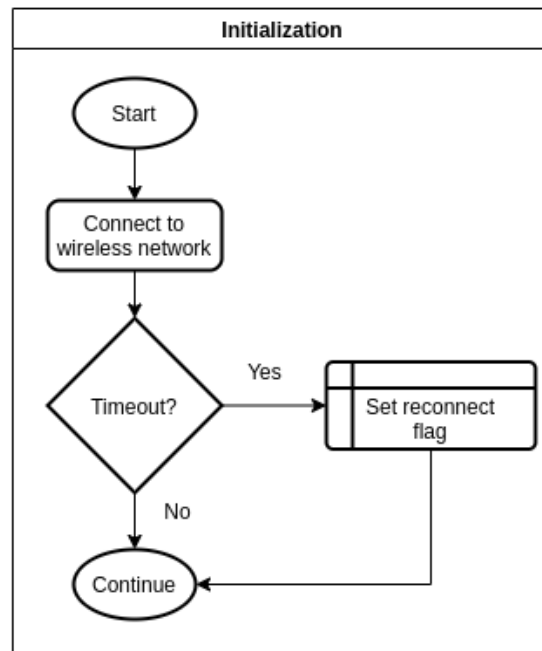 Initialization
Start
Connect to
wireless network
Timeout?
Yes
Set reconnect
flag
No
Continue